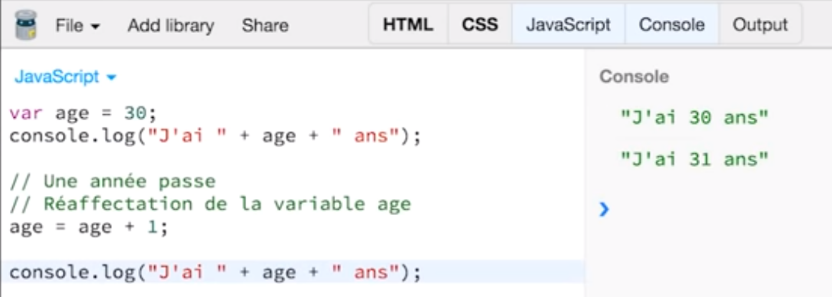 File Add library Share HTML CSS JavaScript Console Output
JavaScript
var age = 30;
console.log("J'ai " + age + " ans");
// Une année passe
// Réaffectation de la variable age
age = age + 1;
console.log("J'ai " + age + " ans");
Console
"J'ai 30 ans"
"J'ai 31 ans"